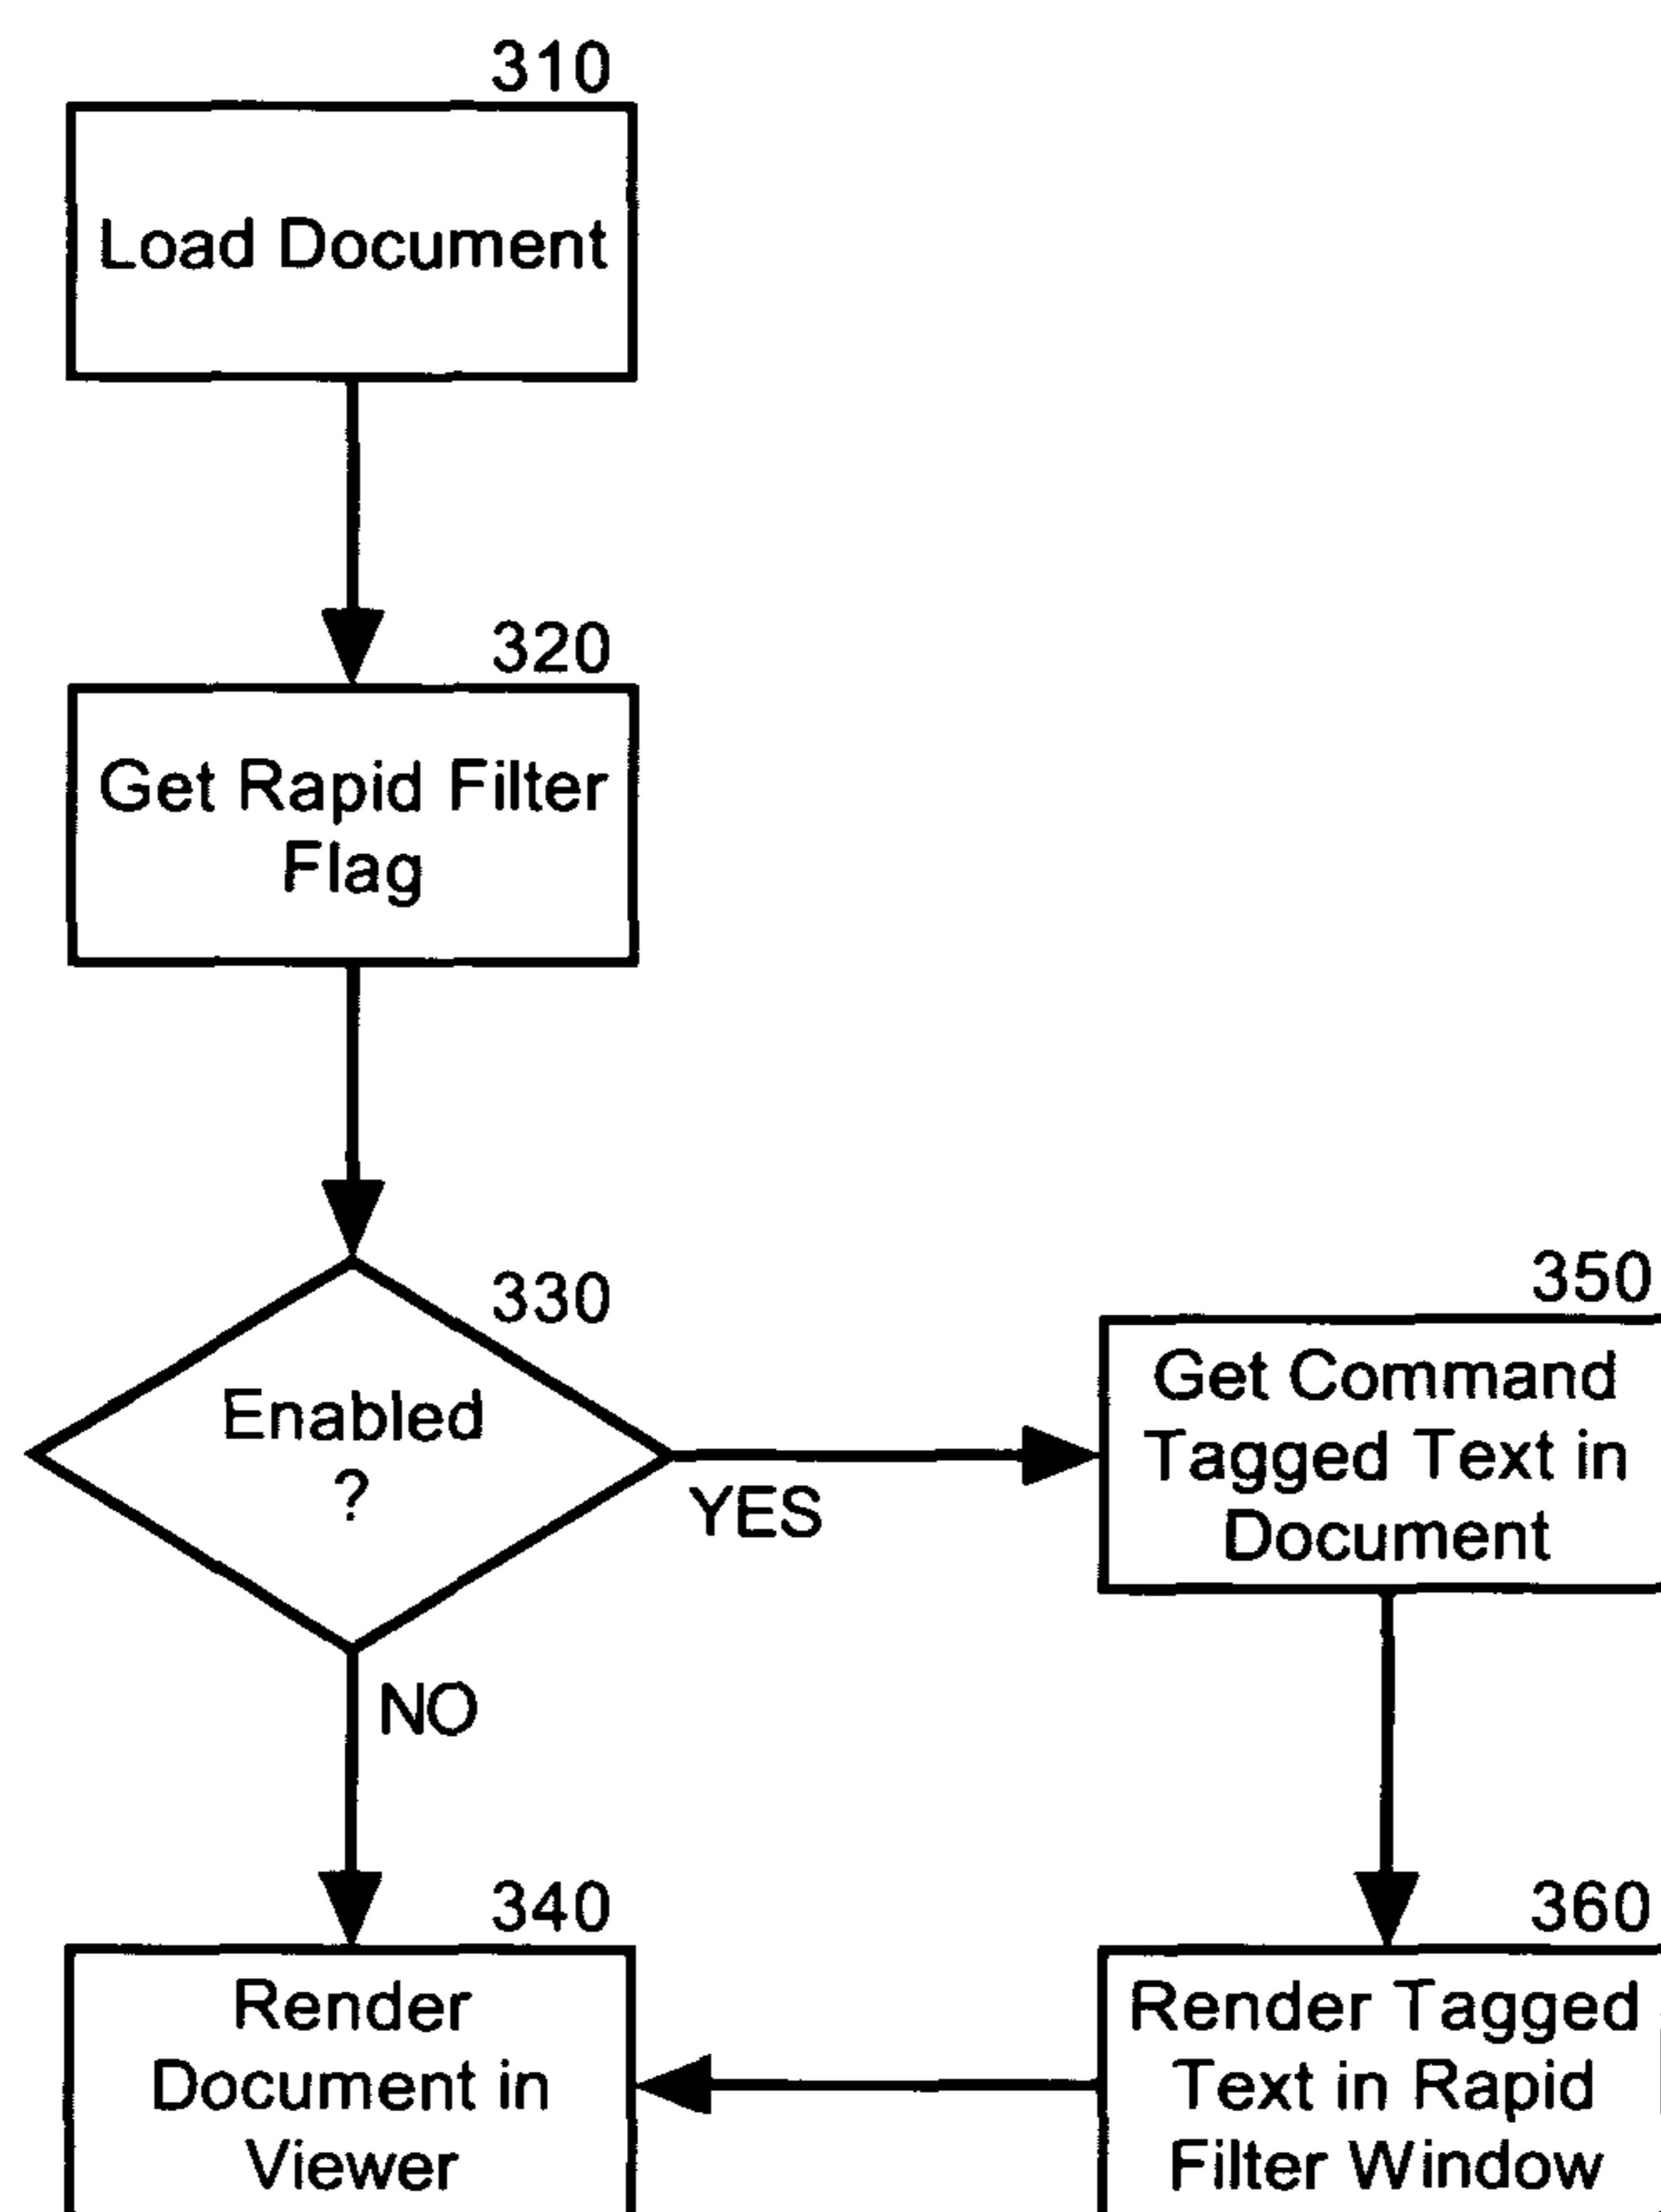 310
Load Document
320
Get Rapid Filter
Flag
330
Enabled
?
YES
NO
350
Get Command
Tagged Text in
Document
340
Render
Document in
Viewer
360
Render Tagged
Text in Rapid
Filter Window